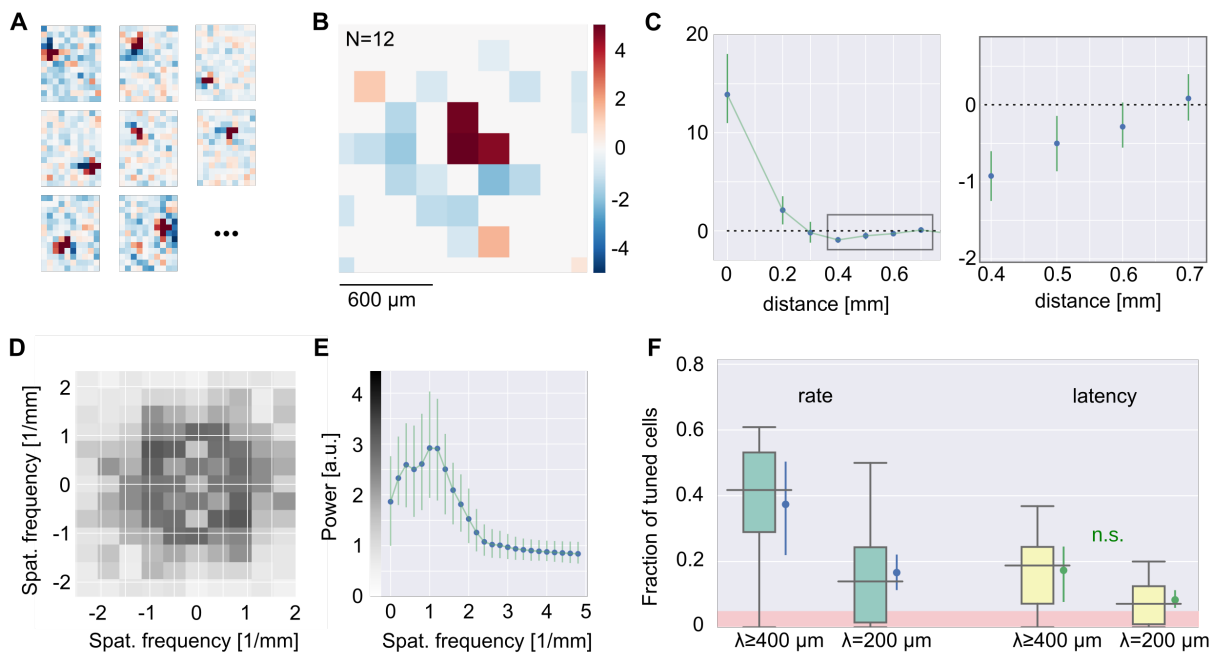 A
B
N=12
4
2
0
-2
-4
600 µm
C
20
15
10
5
0
0
0.2
0.4
0.6
distance [mm]
0
-1
-2
0.4
0.5
0.6
0.7
distance [mm]
D
Spat. frequency [1/mm]
2
1
0
-1
-2
-2
-1
0
1
2
Spat. frequency [1/mm]
E
Power [a.u.]
4
3
2
1
0
0
1
2
3
4
5
Spat. frequency [1/mm]
F
Fraction of tuned cells
0.8
0.6
0.4
0.2
0
rate
latency
n.s.
λ≥400 µm
λ=200 µm
λ≥400 µm
λ=200 µm